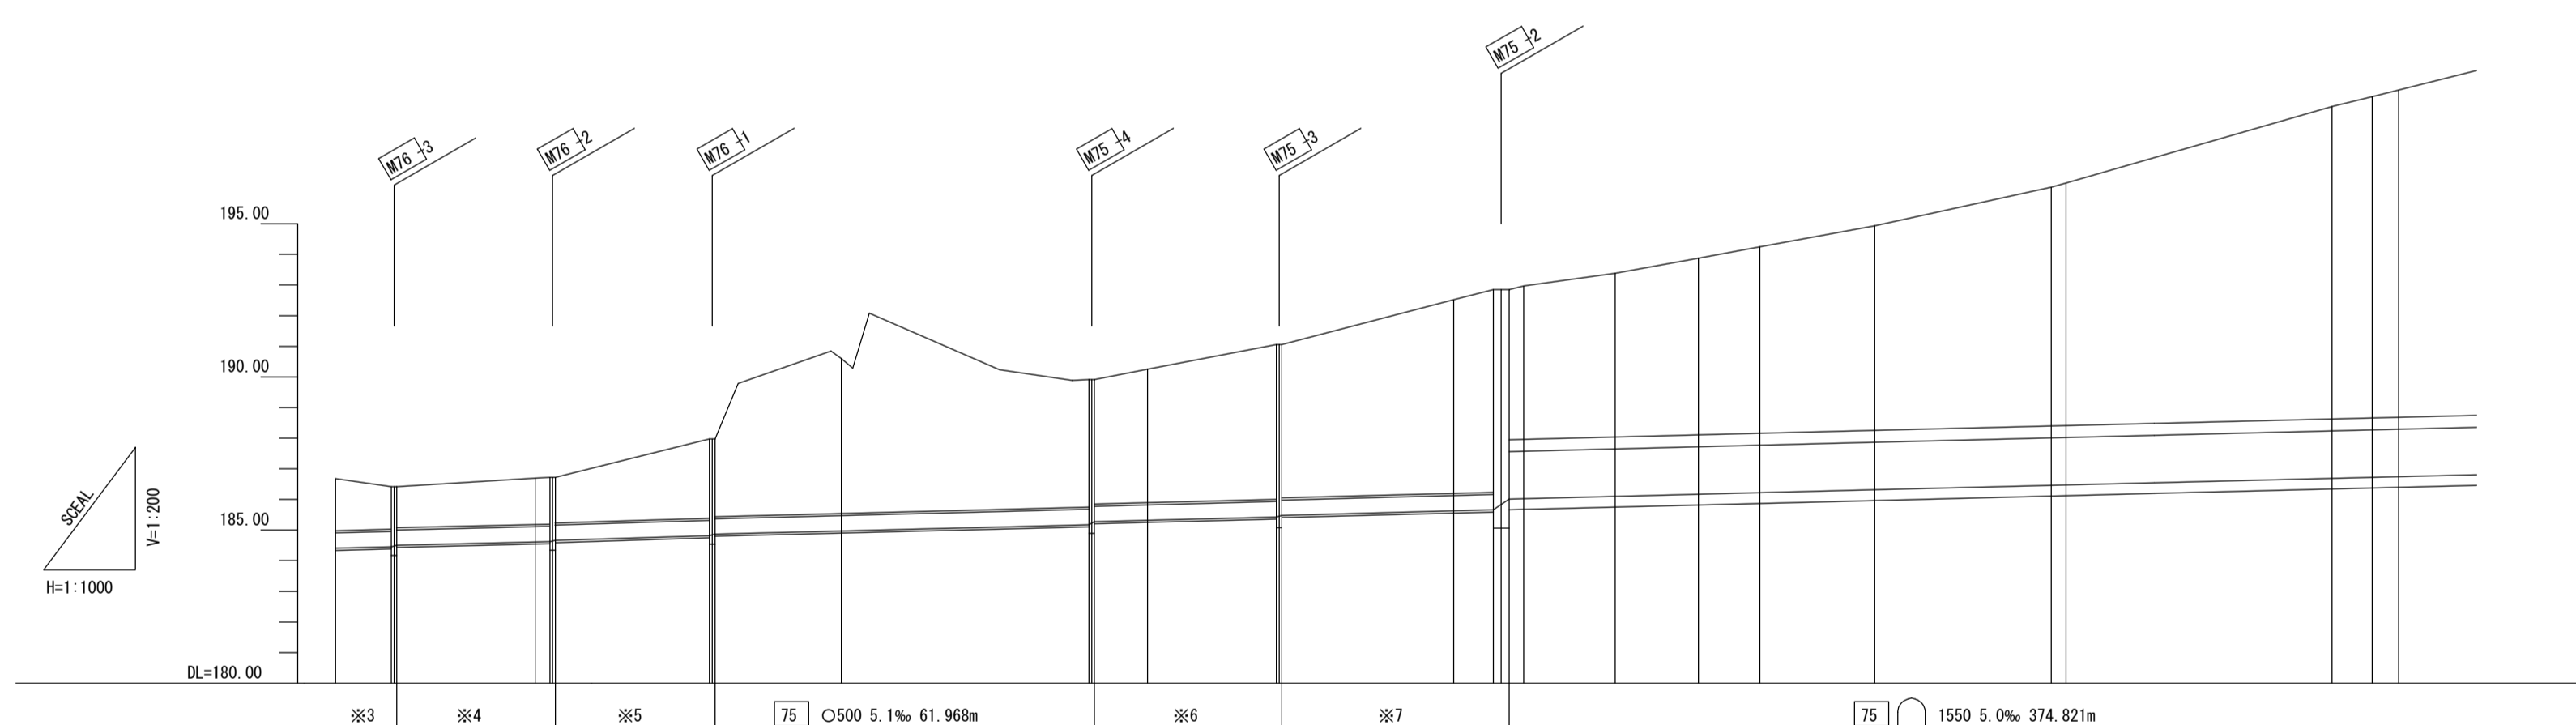 M75 -2
M76 -3
M76 -2
M76 -1
M75 -4
M75 -3
195.00
190.00
185.00
DL=180.00
SCEAL
V=1:200
H=1:1000
※3
※4
※5
75 ○500 5.1‰ 61.968m
※6
※7
75 1550 5.0‰ 374.821m